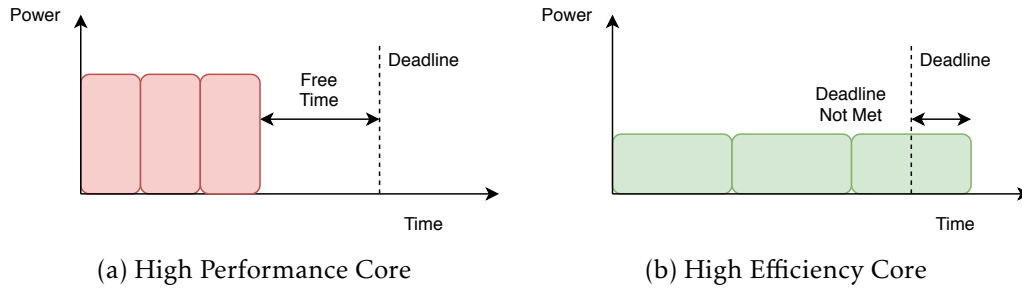 Power
Deadline
Free
Time
Time
(a) High Performance Core
Power
Deadline
Deadline
Not Met
Time
(b) High Efficiency Core